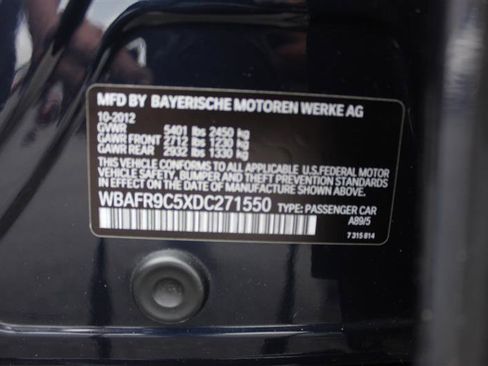 MFD BY BAYERISCHE MOTOREN WERKE AG
10-2012
GVWR 5401 lbs 2450 kg
GAWR FRONT 2712 lbs 1230 kg
GAWR REAR 2932 lbs 1330 kg
THIS VEHICLE CONFORMS TO ALL APPLICABLE U.S.FEDERAL MOTOR
VEHICLE SAFETY, BUMPER AND THEFT PREVENTION STANDARDS
IN EFFECT ON THE DATE OF MANUFACTURE SHOWN ABOVE.
WBAFR9C5XDC271550 TYPE: PASSENGER CAR
A89/5
7 315 814